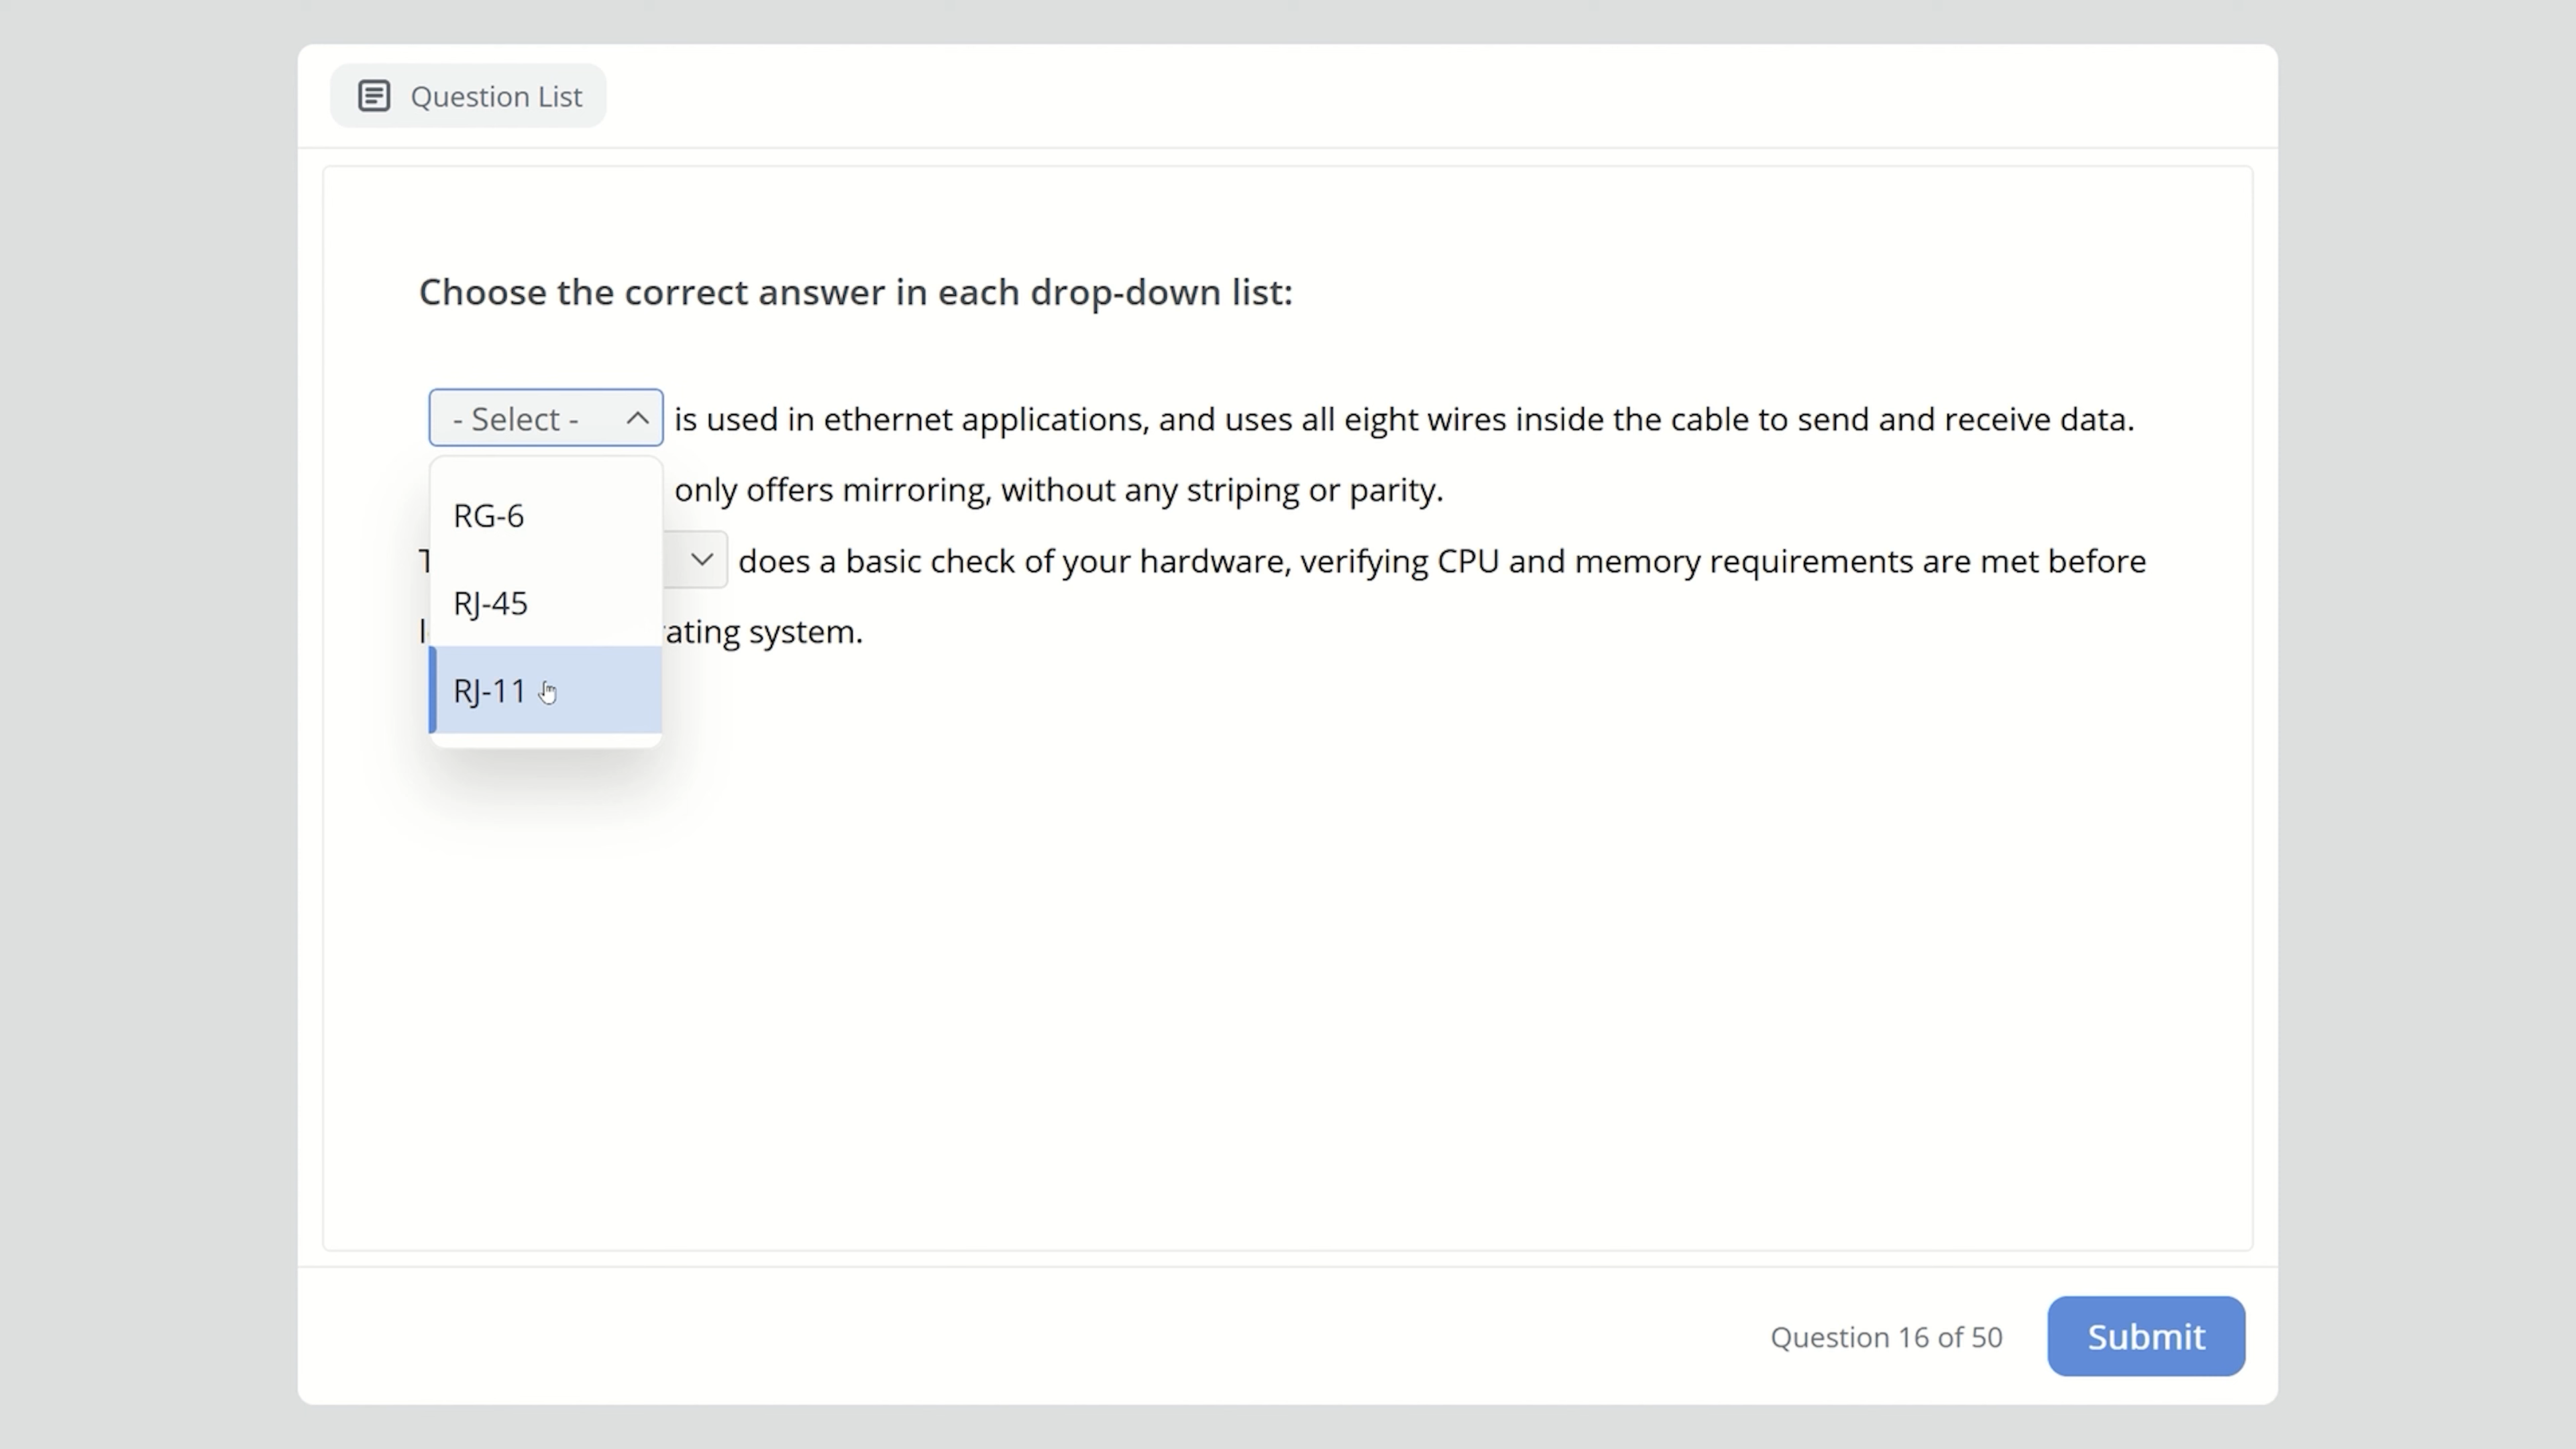 Question List
Choose the correct answer in each drop-down list:
- Select - is used in ethernet applications, and uses all eight wires inside the cable to send and receive data.
only offers mirroring, without any striping or parity.
does a basic check of your hardware, verifying CPU and memory requirements are met before
system.
RG-6
RJ-45
RJ-11
Question 16 of 50
Submit